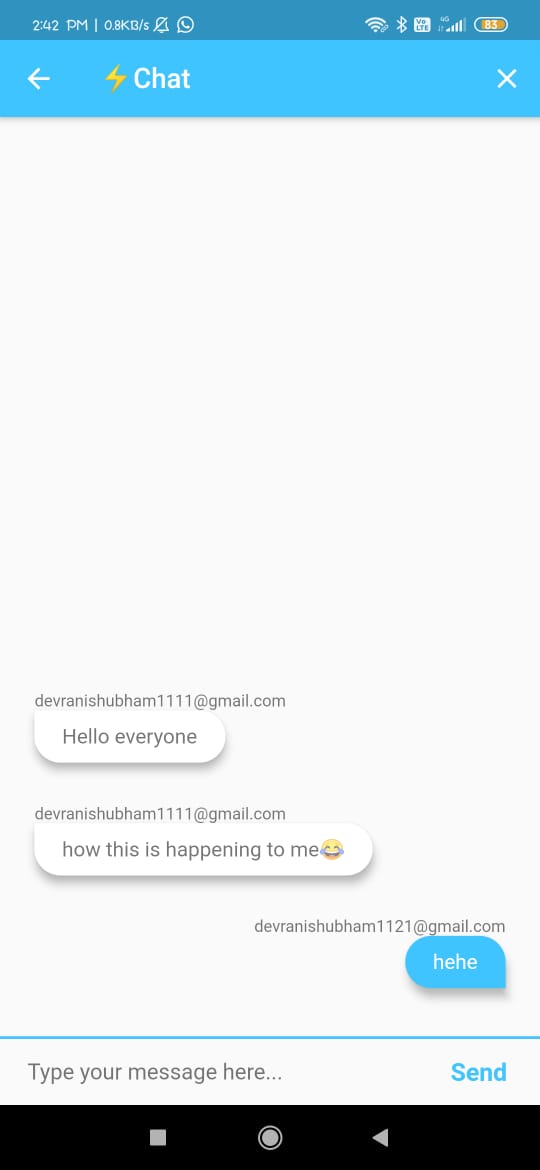 2:42 PM | 0.8KB/s
Vo LTE 4G 83
⚡Chat
devranishubham1111@gmail.com
Hello everyone
devranishubham1111@gmail.com
how this is happening to me😂
devranishubham1121@gmail.com
hehe
Type your message here...
Send